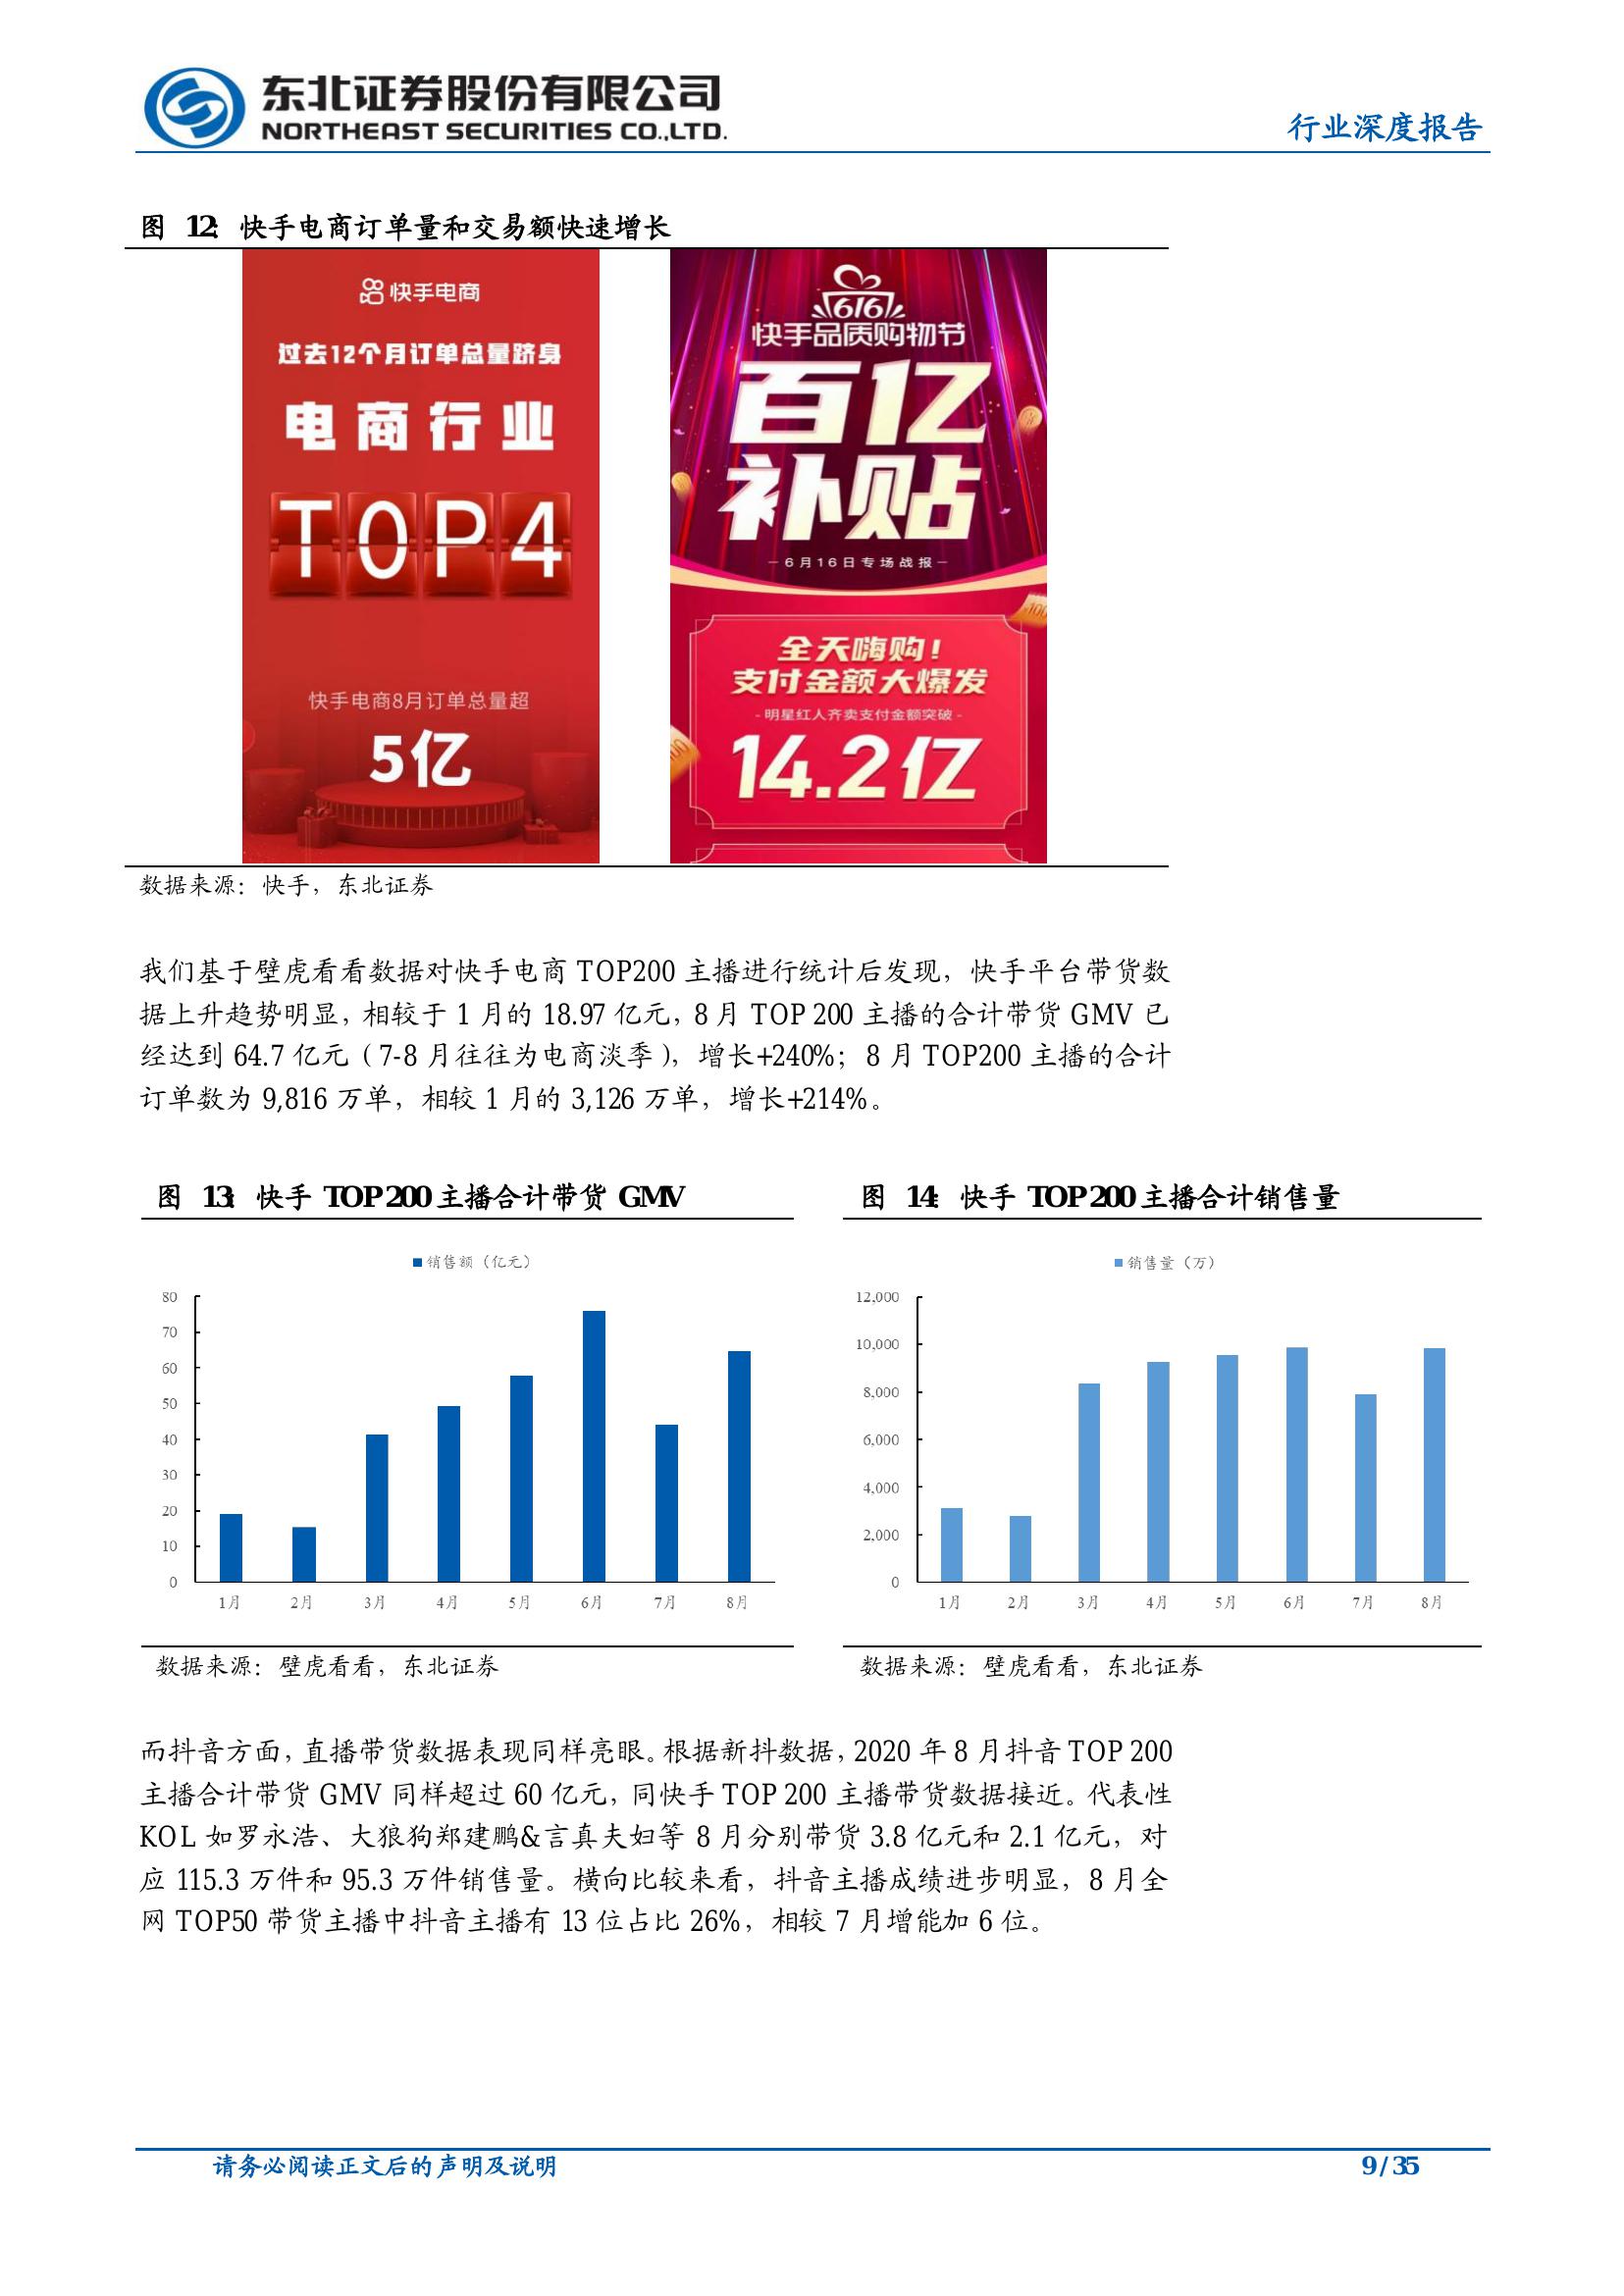 东北证券股份有限公司
NORTHEAST SECURITIES CO.,LTD.
行业深度报告
图 12：快手电商订单量和交易额快速增长
快手电商
过去12个月订单总量跻身
电商行业
TOP4
快手电商8月订单总量超
5亿
616
快手品质购物节
百亿
补贴
- 6月16日专场战报 -
全天嗨购！
支付金额大爆发
- 明星红人齐卖支付金额突破 -
14.2亿
数据来源：快手，东北证券
我们基于壁虎看看数据对快手电商 TOP200 主播进行统计后发现，快手平台带货数
据上升趋势明显，相较于 1 月的 18.97 亿元，8 月 TOP 200 主播的合计带货 GMV 已
经达到 64.7 亿元（7-8 月往往为电商淡季），增长+240%；8 月 TOP200 主播的合计
订单数为 9,816 万单，相较 1 月的 3,126 万单，增长+214%。
图 13：快手 TOP 200 主播合计带货 GMV
销售额（亿元）
80
70
60
50
40
30
20
10
0
1月 2月 3月 4月 5月 6月 7月 8月
数据来源：壁虎看看，东北证券
图 14：快手 TOP 200 主播合计销售量
销售量（万）
12,000
10,000
8,000
6,000
4,000
2,000
0
1月 2月 3月 4月 5月 6月 7月 8月
数据来源：壁虎看看，东北证券
而抖音方面，直播带货数据表现同样亮眼。根据新抖数据，2020 年 8 月抖音 TOP 200
主播合计带货 GMV 同样超过 60 亿元，同快手 TOP 200 主播带货数据接近。代表性
KOL 如罗永浩、大狼狗郑建鹏&言真夫妇等 8 月分别带货 3.8 亿元和 2.1 亿元，对
应 115.3 万件和 95.3 万件销售量。横向比较来看，抖音主播成绩进步明显，8 月全
网 TOP50 带货主播中抖音主播有 13 位占比 26%，相较 7 月增能加 6 位。
请务必阅读正文后的声明及说明
9 / 35